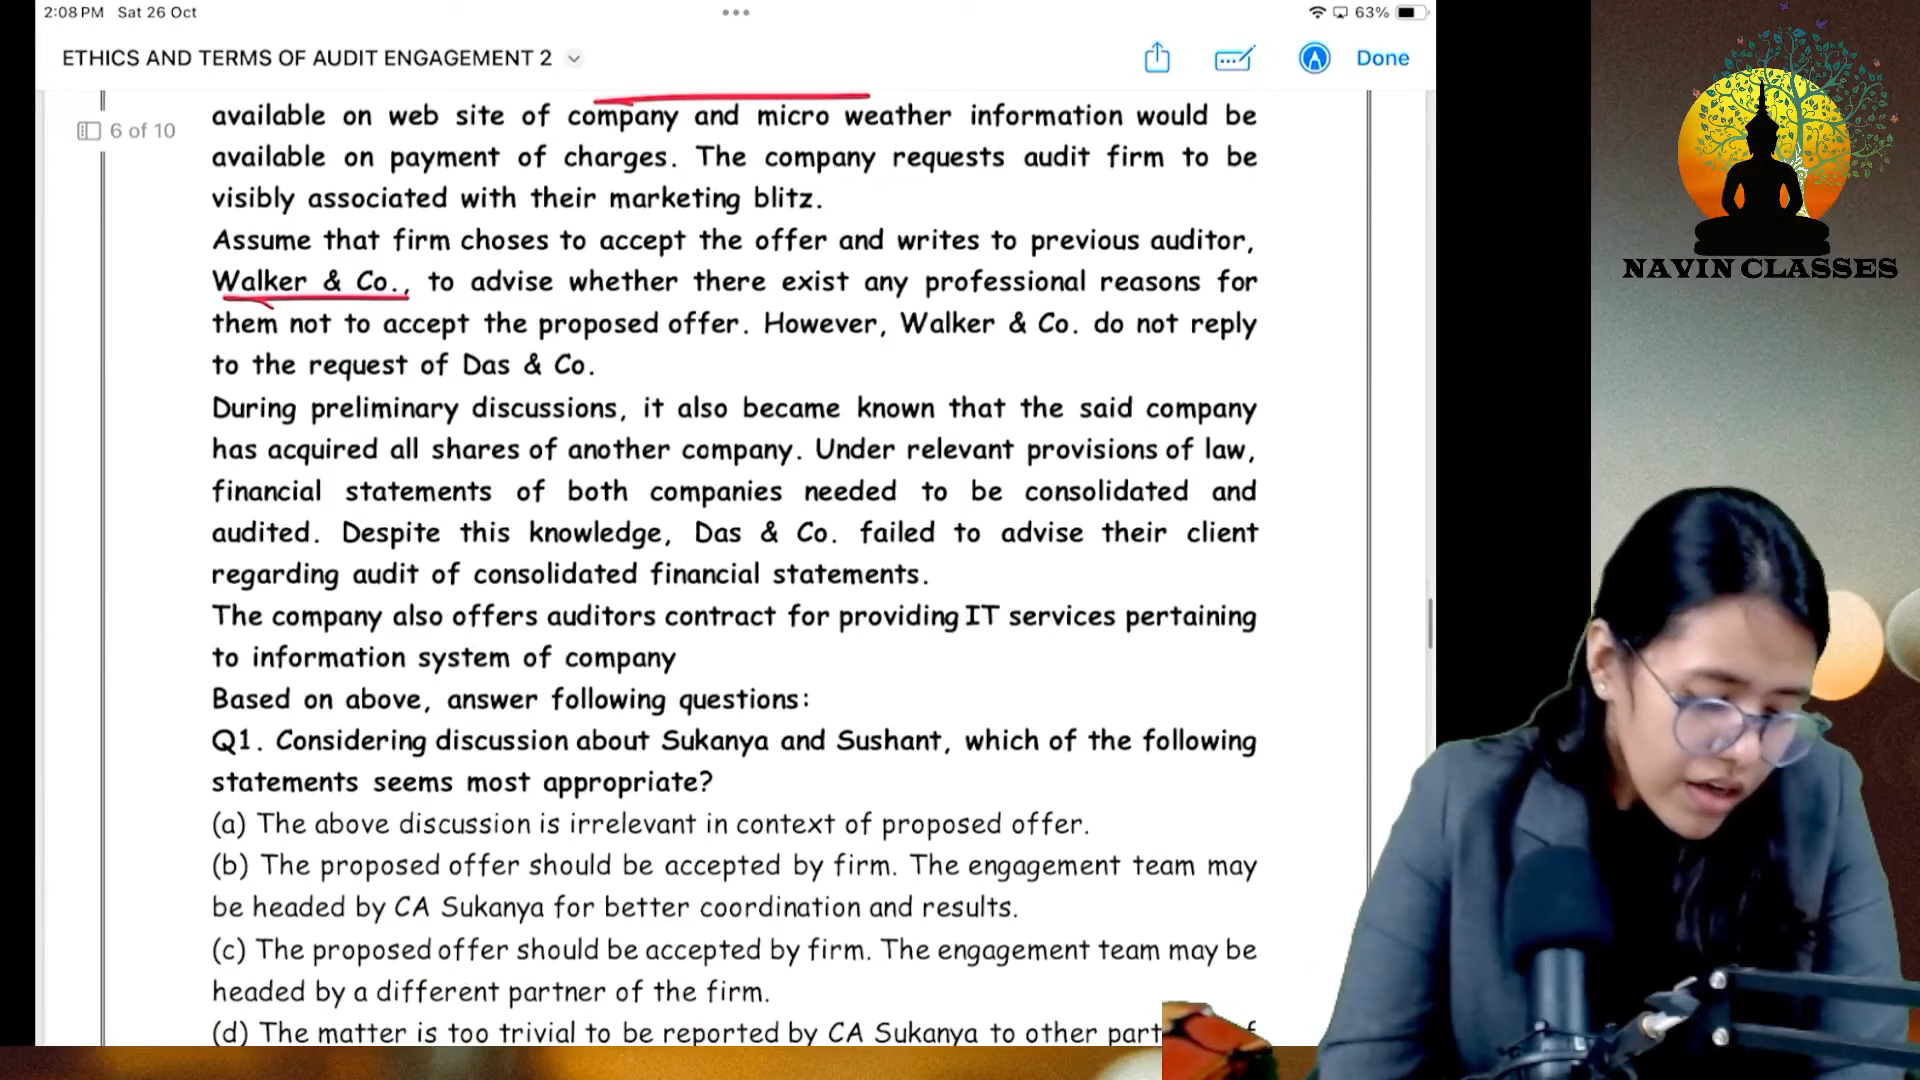 2:08 PM Sat 26 Oct
63%
ETHICS AND TERMS OF AUDIT ENGAGEMENT 2
Done
6 of 10
available on web site of company and micro weather information would be
available on payment of charges. The company requests audit firm to be
visibly associated with their marketing blitz.
Assume that firm choses to accept the offer and writes to previous auditor,
Walker & Co., to advise whether there exist any professional reasons for
them not to accept the proposed offer. However, Walker & Co. do not reply
to the request of Das & Co.
During preliminary discussions, it also became known that the said company
has acquired all shares of another company. Under relevant provisions of law,
financial statements of both companies needed to be consolidated and
audited. Despite this knowledge, Das & Co. failed to advise their client
regarding audit of consolidated financial statements.
The company also offers auditors contract for providing IT services pertaining
to information system of company
Based on above, answer following questions:
Q1. Considering discussion about Sukanya and Sushant, which of the following
statements seems most appropriate?
(a) The above discussion is irrelevant in context of proposed offer.
(b) The proposed offer should be accepted by firm. The engagement team may
be headed by CA Sukanya for better coordination and results.
(c) The proposed offer should be accepted by firm. The engagement team may be
headed by a different partner of the firm.
(d) The matter is too trivial to be reported by CA Sukanya to other part
NAVIN CLASSES